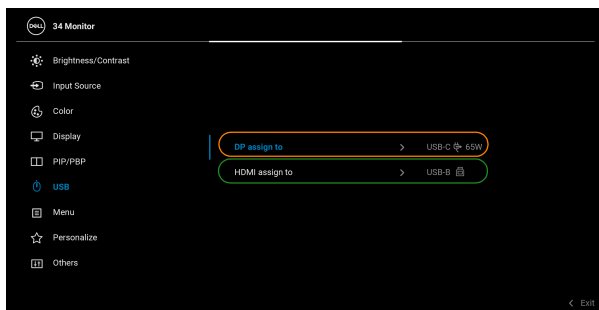 DELL 34 Monitor
Brightness/Contrast
Input Source
Color
Display
PIP/PBP
USB
Menu
Personalize
Others
DP assign to > USB-C 65W
HDMI assign to > USB-B
< Exit